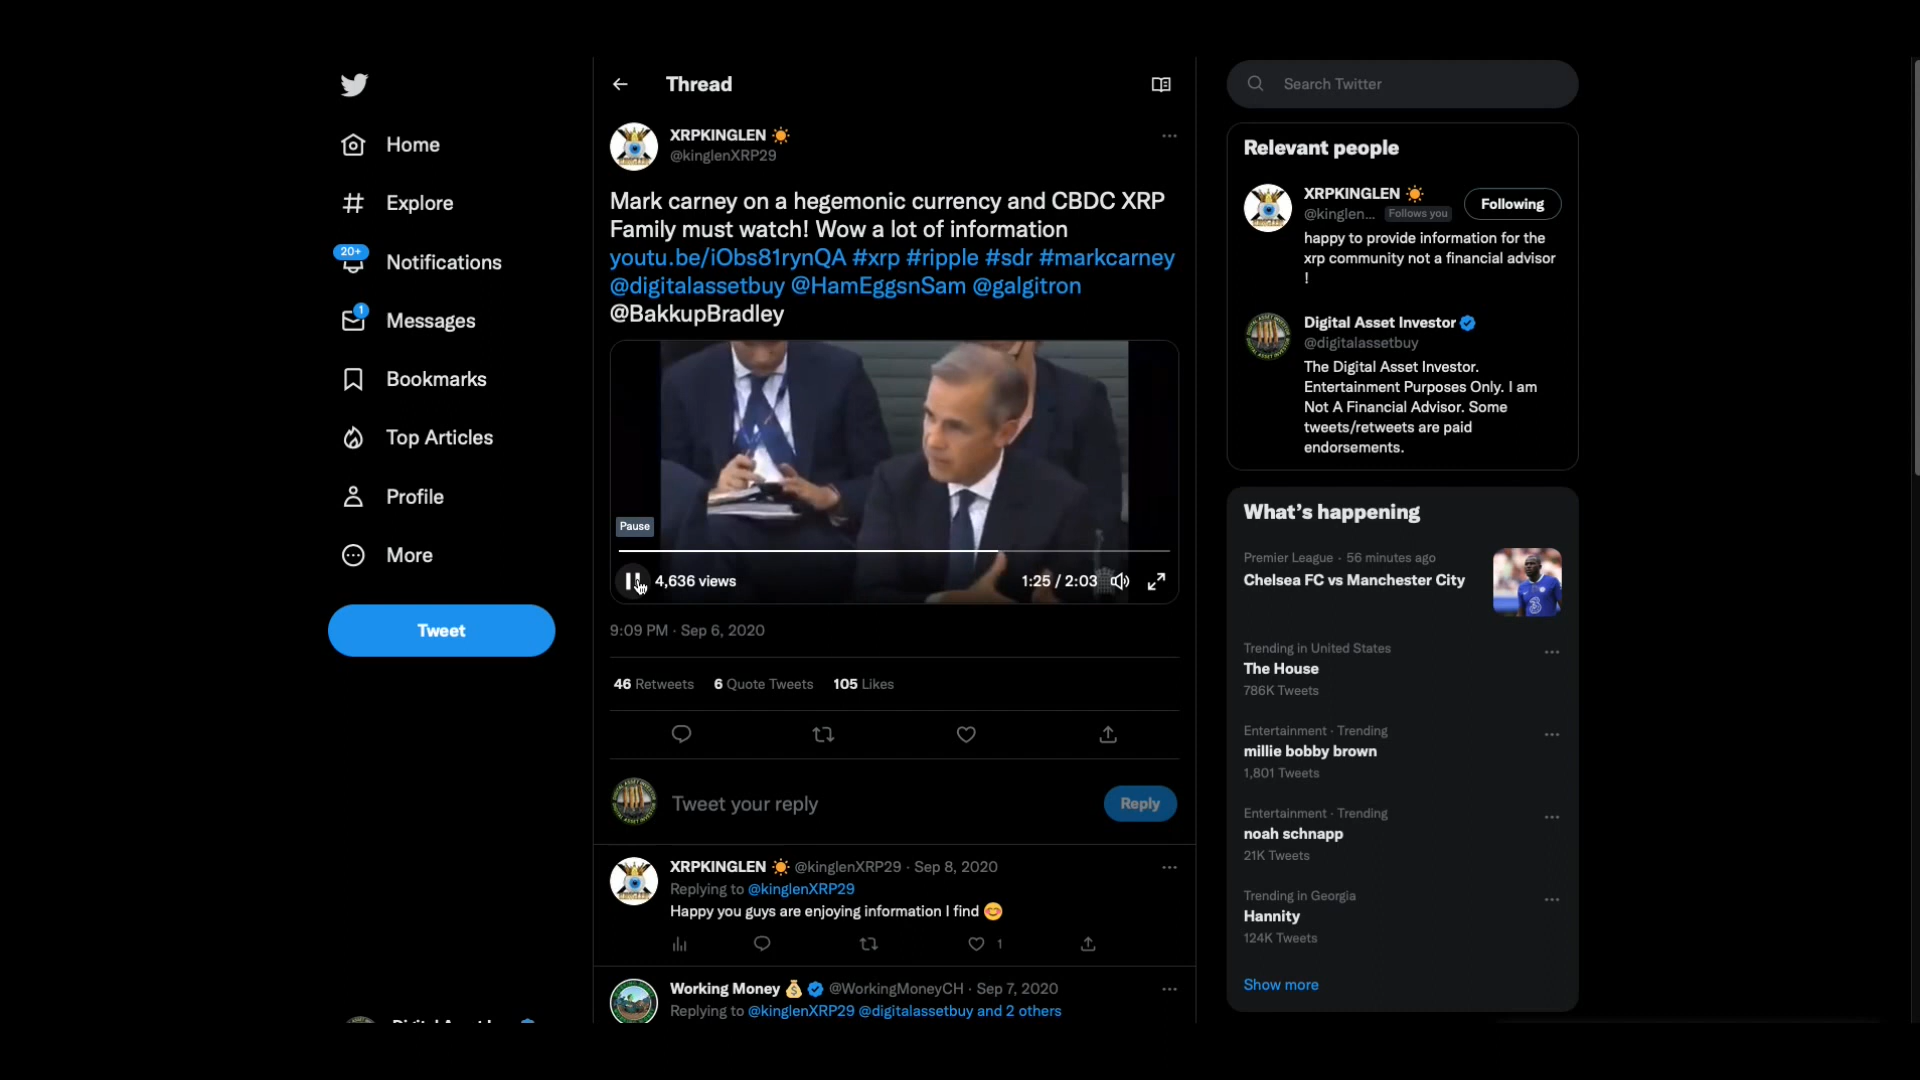 Home
Explore
20+
Notifications
1
Messages
Bookmarks
Top Articles
Profile
More
Tweet
Thread
XRPKINGLEN
@kinglenXRP29
Mark carney on a hegemonic currency and CBDC XRP
Family must watch! Wow a lot of information
youtu.be/iObs81rynQA #xrp #ripple #sdr #markcarney
@digitalassetbuy @HamEggsnSam @galgitron
@BakkupBradley
Pause
4,636 views
1:25 / 2:03
9:09 PM · Sep 6, 2020
46 Retweets 6 Quote Tweets 105 Likes
Tweet your reply
Reply
XRPKINGLEN @kinglenXRP29 · Sep 8, 2020
Replying to @kinglenXRP29
Happy you guys are enjoying information I find
1
Working Money @WorkingMoneyCH · Sep 7, 2020
Replying to @kinglenXRP29 @digitalassetbuy and 2 others
Search Twitter
Relevant people
XRPKINGLEN
@kinglen... Follows you
Following
happy to provide information for the
xrp community not a financial advisor
!
Digital Asset Investor
@digitalassetbuy
The Digital Asset Investor.
Entertainment Purposes Only. I am
Not A Financial Advisor. Some
tweets/retweets are paid
endorsements.
What's happening
Premier League · 56 minutes ago
Chelsea FC vs Manchester City
Trending in United States
The House
786K Tweets
Entertainment · Trending
millie bobby brown
1,801 Tweets
Entertainment · Trending
noah schnapp
21K Tweets
Trending in Georgia
Hannity
124K Tweets
Show more